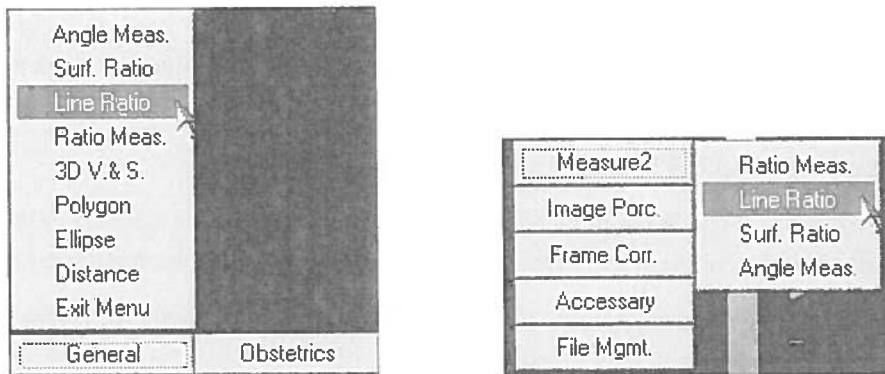 Angle Meas.
Surf. Ratio
Line Ratio
Ratio Meas.
3D V.& S.
Polygon
Ellipse
Distance
Exit Menu
General
Obstetrics
Measure2
Image Porc.
Frame Corr.
Accessary
File Mgmt.
Ratio Meas.
Line Ratio
Surf. Ratio
Angle Meas.